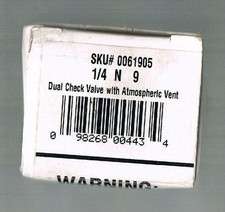 SKU# 0061905
1/4 N 9
Dual Check Valve with Atmospheric Vent
0 98268 00443 4
WARNING: